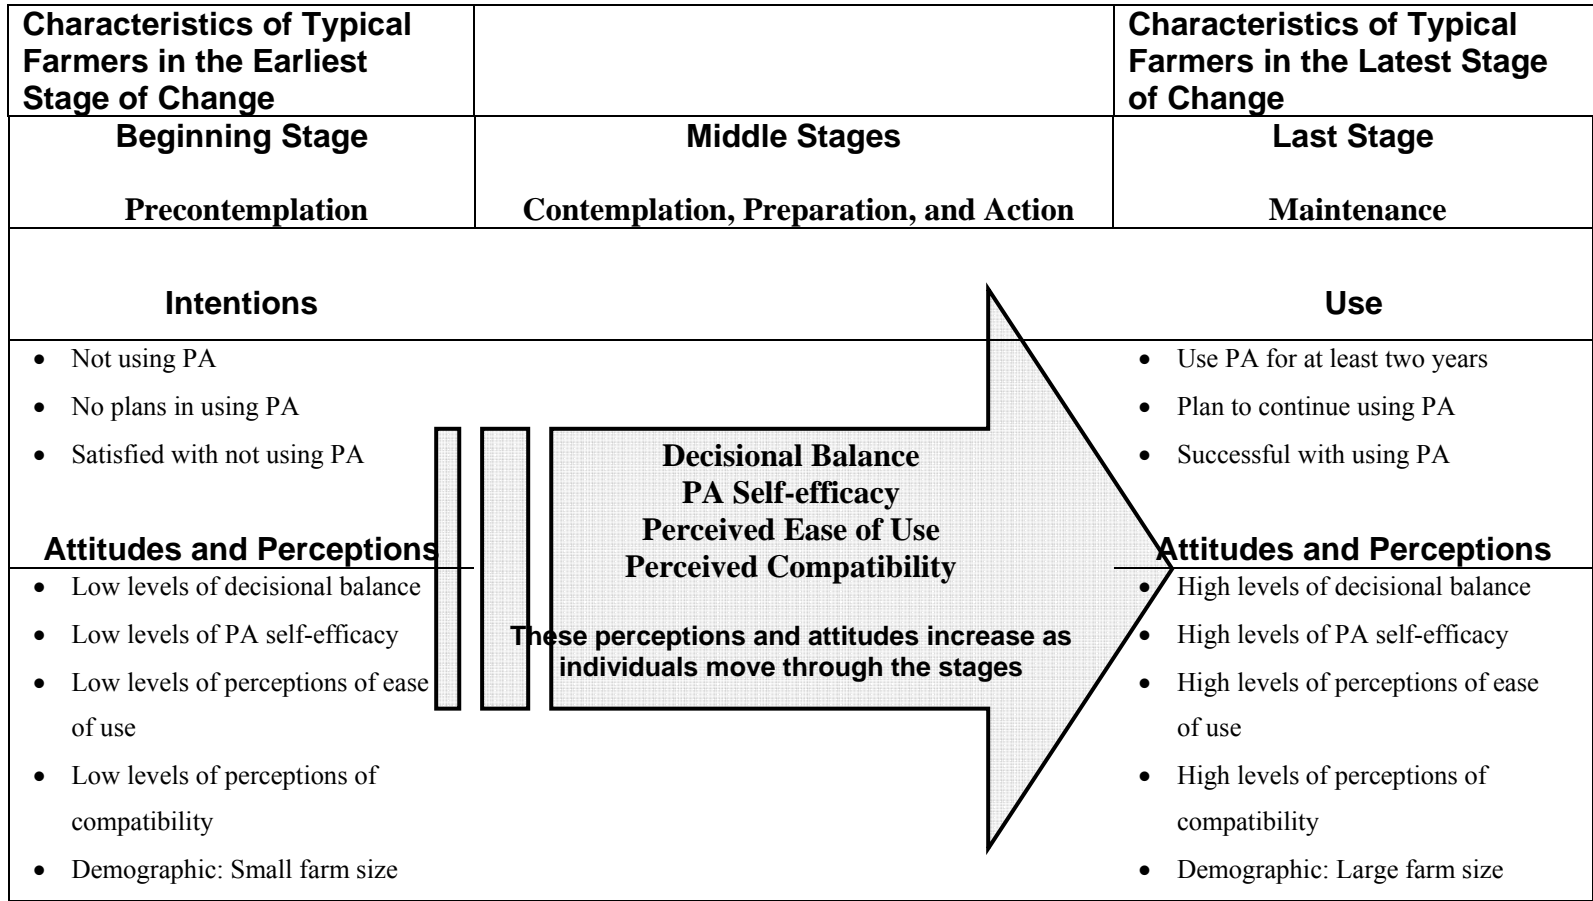 Characteristics of Typical
Farmers in the Earliest
Stage of Change
Characteristics of Typical
Farmers in the Latest Stage
of Change
Beginning Stage
Precontemplation
Middle Stages
Contemplation, Preparation, and Action
Last Stage
Maintenance
Intentions
• Not using PA
• No plans in using PA
• Satisfied with not using PA
Attitudes and Perceptions
• Low levels of decisional balance
• Low levels of PA self-efficacy
• Low levels of perceptions of ease
of use
• Low levels of perceptions of
compatibility
• Demographic: Small farm size
Decisional Balance
PA Self-efficacy
Perceived Ease of Use
Perceived Compatibility
These perceptions and attitudes increase as
individuals move through the stages
Use
• Use PA for at least two years
• Plan to continue using PA
• Successful with using PA
Attitudes and Perceptions
• High levels of decisional balance
• High levels of PA self-efficacy
• High levels of perceptions of ease
of use
• High levels of perceptions of
compatibility
• Demographic: Large farm size